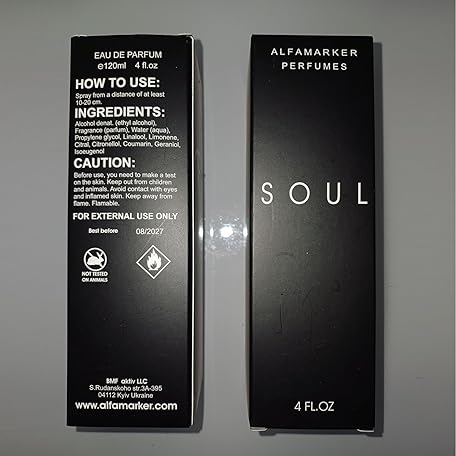 EAU DE PARFUM
℮120ml 4 fl.oz
HOW TO USE:
Spray from a distance of at least
10-20 cm.
INGREDIENTS:
Alcohol denat. (ethyl alcohol),
Fragrance (parfum), Water (aqua),
Propylene glycol, Linalool, Limonene,
Citral, Citronellol, Coumarin, Geraniol,
Isoeugenol
CAUTION:
Before use, you need to make a test
on the skin. Keep out from children
and animals. Avoid contact with eyes
and inflamed skin. Keep away from
flame. Flamable.
FOR EXTERNAL USE ONLY
Best before 08/2027
NOT TESTED
ON ANIMALS
BMF aldiv LLC
S.Rudanskoho str.3A-395
04112 Kyiv Ukraine
www.alfamarker.com
ALFAMARKER
PERFUMES
SOUL
4 FL.OZ